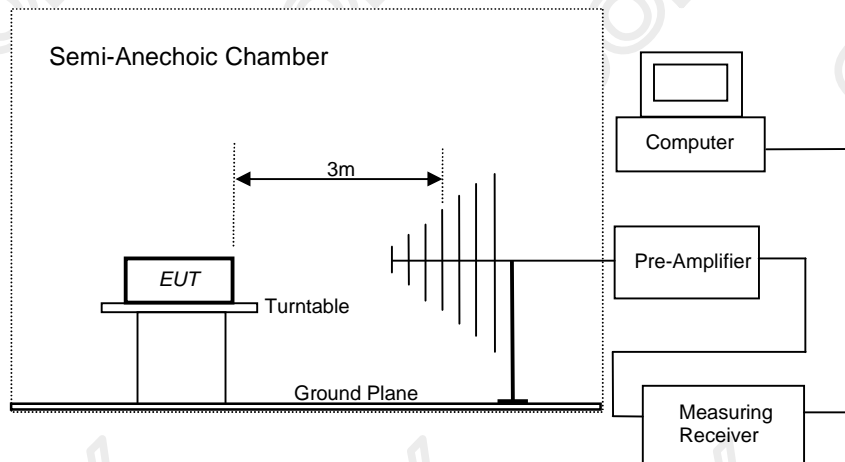 Semi-Anechoic Chamber
Computer
3m
Pre-Amplifier
EUT
Turntable
Ground Plane
Measuring
Receiver